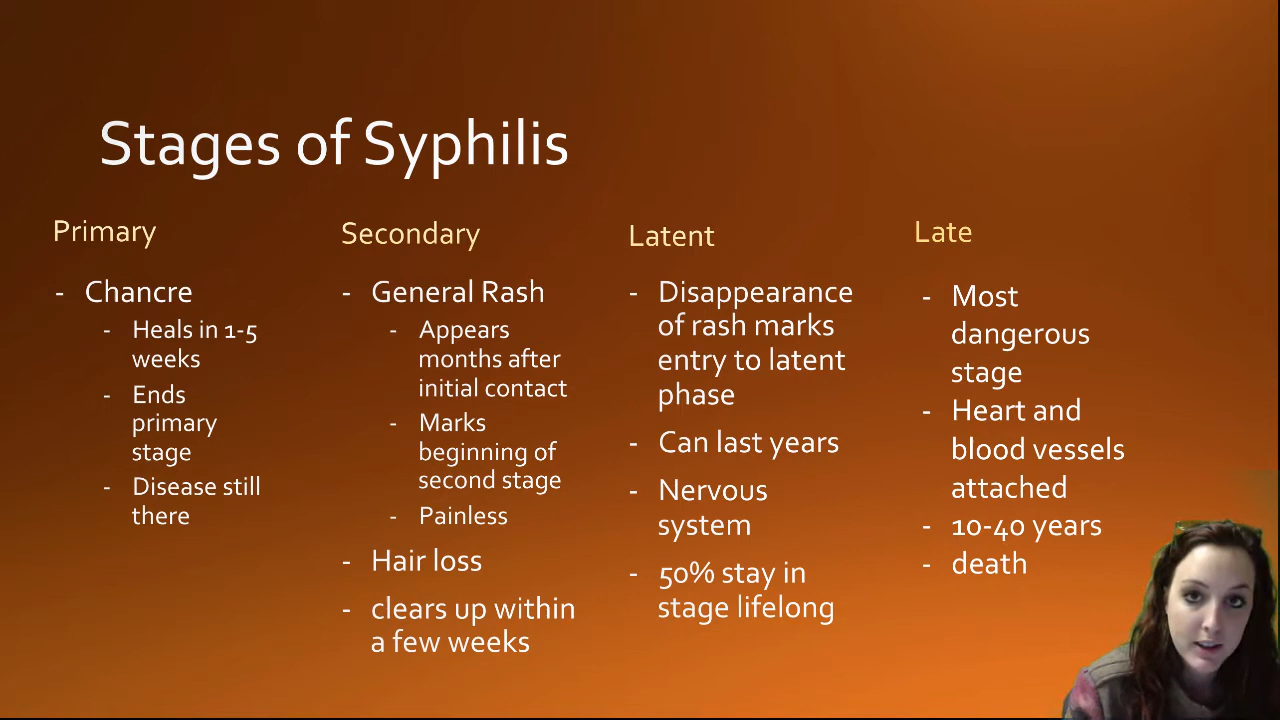 Stages of Syphilis
Primary
- Chancre
- Heals in 1-5
weeks
- Ends
primary
stage
- Disease still
there
Secondary
- General Rash
- Appears
months after
initial contact
- Marks
beginning of
second stage
- Painless
- Hair loss
- clears up within
a few weeks
Latent
- Disappearance
of rash marks
entry to latent
phase
- Can last years
- Nervous
system
- 50% stay in
stage lifelong
Late
- Most
dangerous
stage
- Heart and
blood vessels
attached
- 10-40 years
- death